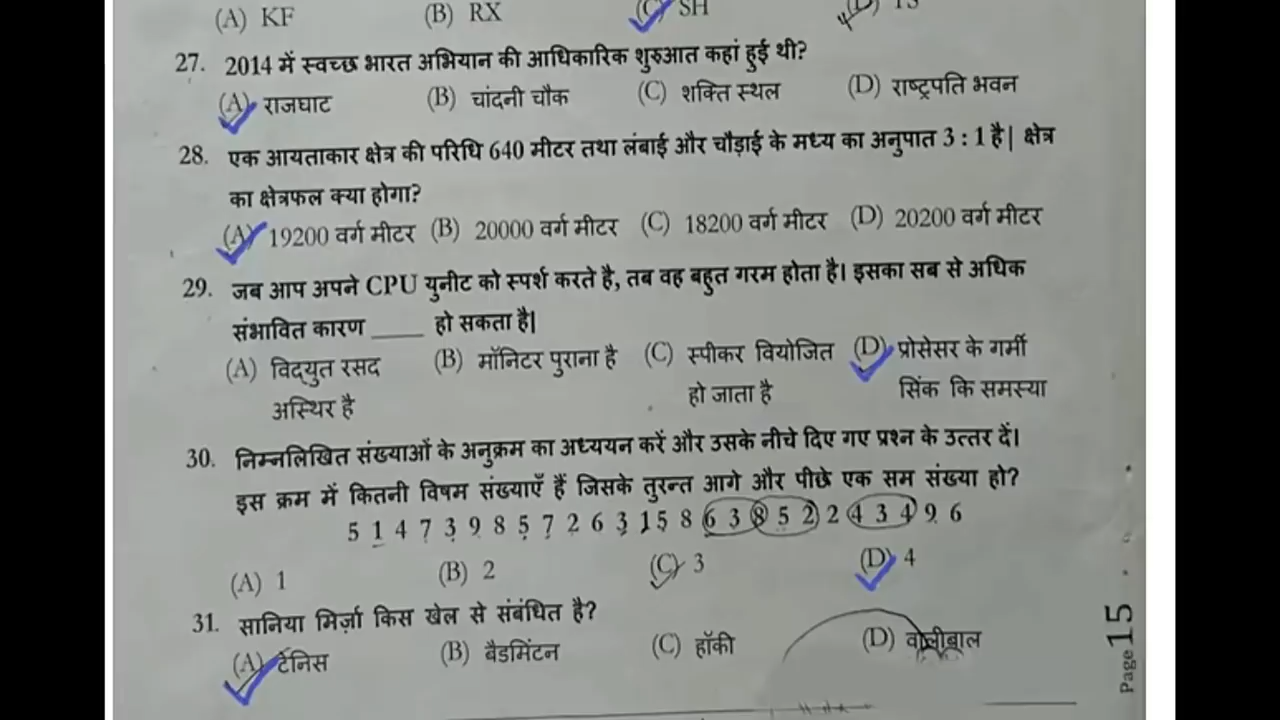 (A) KF (B) RX (C) SH (D) TS
27. 2014 में स्वच्छ भारत अभियान की आधिकारिक शुरुआत कहां हुई थी?
(A) राजघाट (B) चांदनी चौक (C) शक्ति स्थल (D) राष्ट्रपति भवन
28. एक आयताकार क्षेत्र की परिधि 640 मीटर तथा लंबाई और चौड़ाई के मध्य का अनुपात 3 : 1 है| क्षेत्र
का क्षेत्रफल क्या होगा?
(A) 19200 वर्ग मीटर (B) 20000 वर्ग मीटर (C) 18200 वर्ग मीटर (D) 20200 वर्ग मीटर
29. जब आप अपने CPU युनीट को स्पर्श करते है, तब वह बहुत गरम होता है। इसका सब से अधिक
संभावित कारण _____ हो सकता है|
(A) विद्युत रसद (B) मॉनिटर पुराना है (C) स्पीकर वियोजित (D) प्रोसेसर के गर्मी
अस्थिर है हो जाता है सिंक कि समस्या
30. निम्नलिखित संख्याओं के अनुक्रम का अध्ययन करें और उसके नीचे दिए गए प्रश्न के उत्तर दें।
इस क्रम में कितनी विषम संख्याएँ हैं जिसके तुरन्त आगे और पीछे एक सम संख्या हो?
5 1 4 7 3 9 8 5 7 2 6 3 1 5 8 6 3 8 5 2 2 4 3 4 9 6
(A) 1 (B) 2 (C) 3 (D) 4
31. सानिया मिर्ज़ा किस खेल से संबंधित है?
(A) टेनिस (B) बैडमिंटन (C) हॉकी (D) वॉलीबाल
Page 15